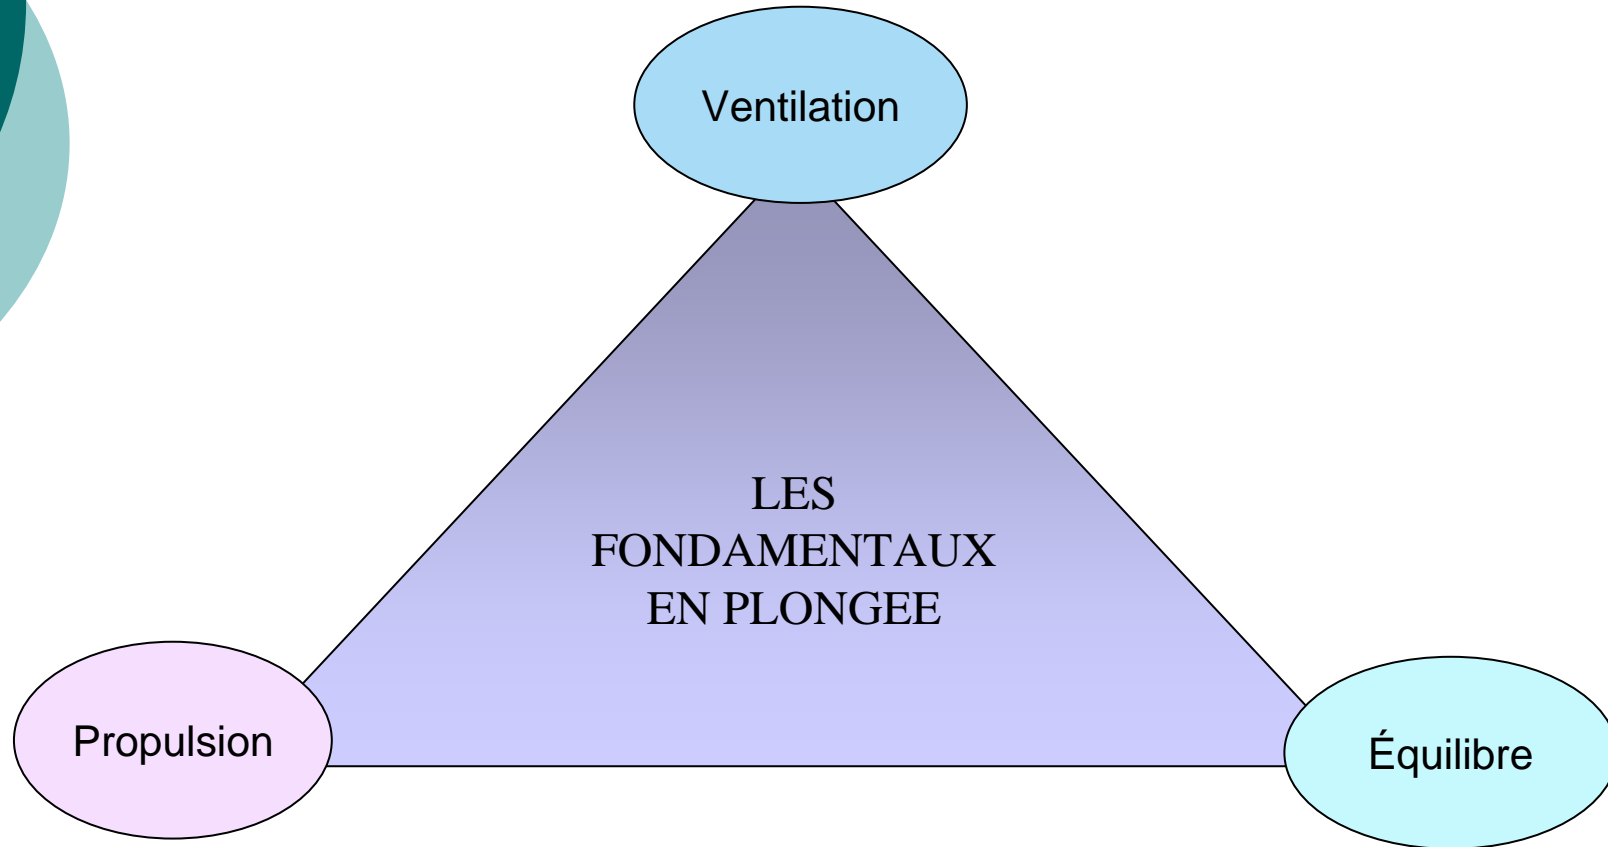 Ventilation
LES
FONDAMENTAUX
EN PLONGEE
Propulsion
Équilibre